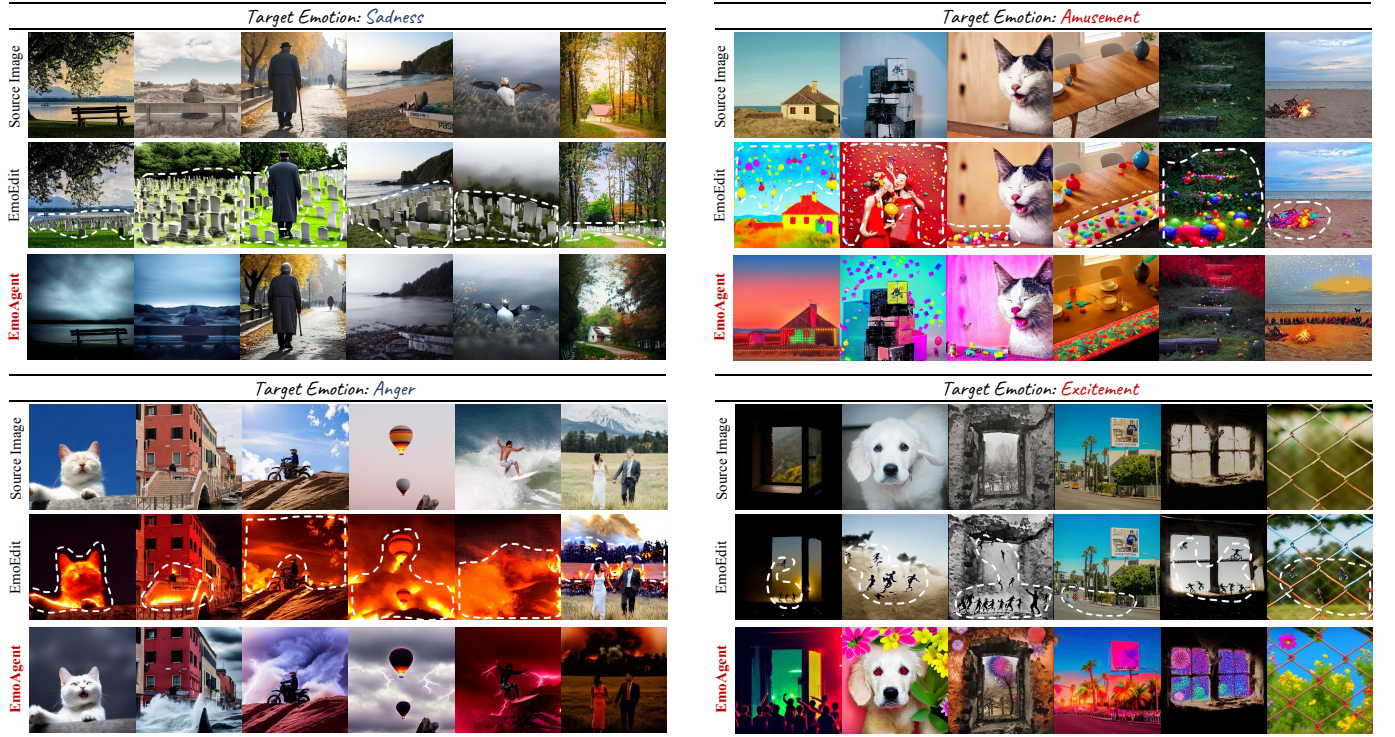 Target Emotion: Sadness
Source Image
EmoEdit
EmoAgent
Target Emotion: Amusement
Source Image
EmoEdit
EmoAgent
Target Emotion: Anger
Source Image
EmoEdit
EmoAgent
Target Emotion: Excitement
Source Image
EmoEdit
EmoAgent